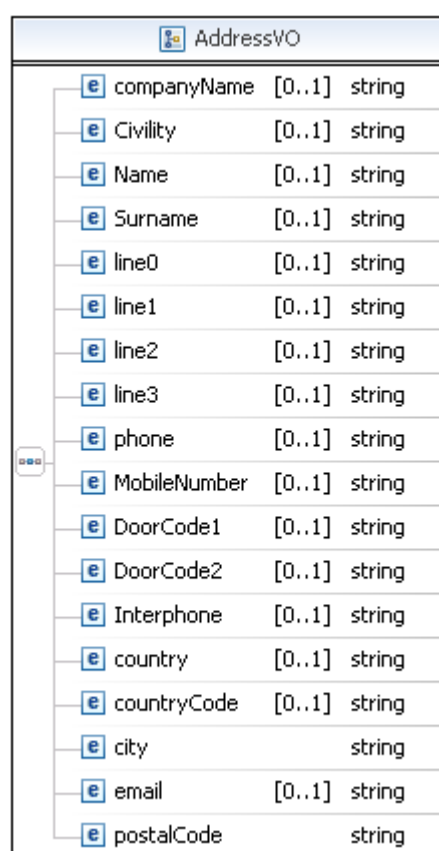 AddressVO
e companyName [0..1] string
e Civility [0..1] string
e Name [0..1] string
e Surname [0..1] string
e line0 [0..1] string
e line1 [0..1] string
e line2 [0..1] string
e line3 [0..1] string
e phone [0..1] string
e MobileNumber [0..1] string
e DoorCode1 [0..1] string
e DoorCode2 [0..1] string
e Interphone [0..1] string
e country [0..1] string
e countryCode [0..1] string
e city string
e email [0..1] string
e postalCode string